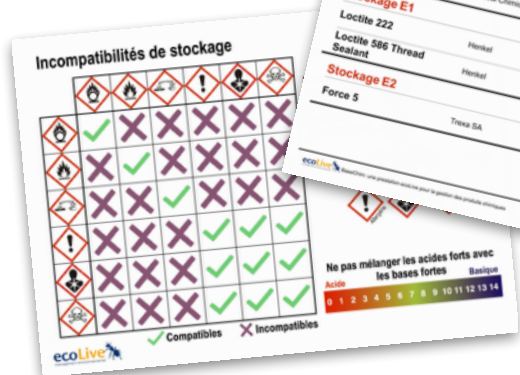 Incompatibilités de stockage
Compatibles
Incompatibles
ecoLive
Stockage E1
Loctite 222
Henkel
Loctite 586 Thread
Sealant
Henkel
Stockage E2
Force 5
Trexa SA
ecoLive
Ne pas mélanger les acides forts avec
les bases fortes
Acide
Basique
0 1 2 3 4 5 6 7 8 9 10 11 12 13 14